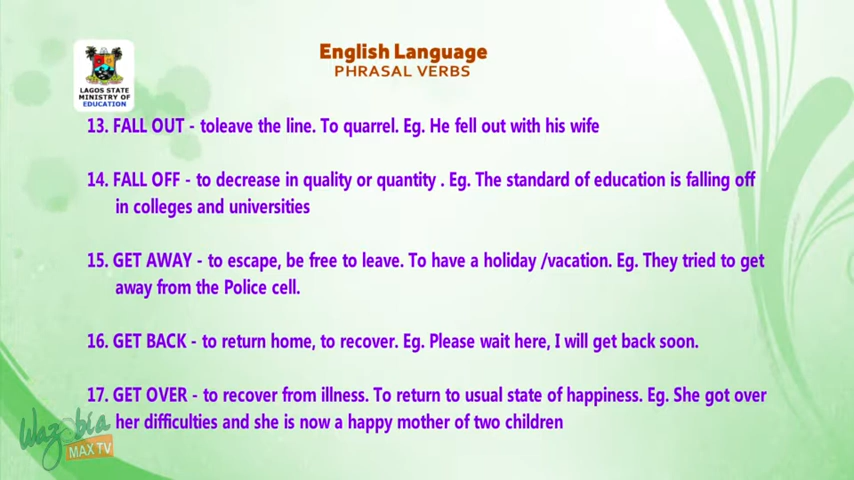 English Language
PHRASAL VERBS
LAGOS STATE
MINISTRY OF
EDUCATION
13. FALL OUT - toleave the line. To quarrel. Eg. He fell out with his wife
14. FALL OFF - to decrease in quality or quantity . Eg. The standard of education is falling off
in colleges and universities
15. GET AWAY - to escape, be free to leave. To have a holiday /vacation. Eg. They tried to get
away from the Police cell.
16. GET BACK - to return home, to recover. Eg. Please wait here, I will get back soon.
17. GET OVER - to recover from illness. To return to usual state of happiness. Eg. She got over
her difficulties and she is now a happy mother of two children
Wazobia
MAX TV